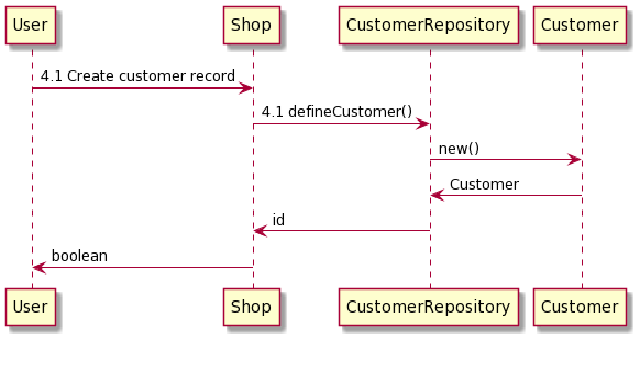 User Shop CustomerRepository Customer
4.1 Create customer record
4.1 defineCustomer()
new()
Customer
id
boolean
User Shop CustomerRepository Customer